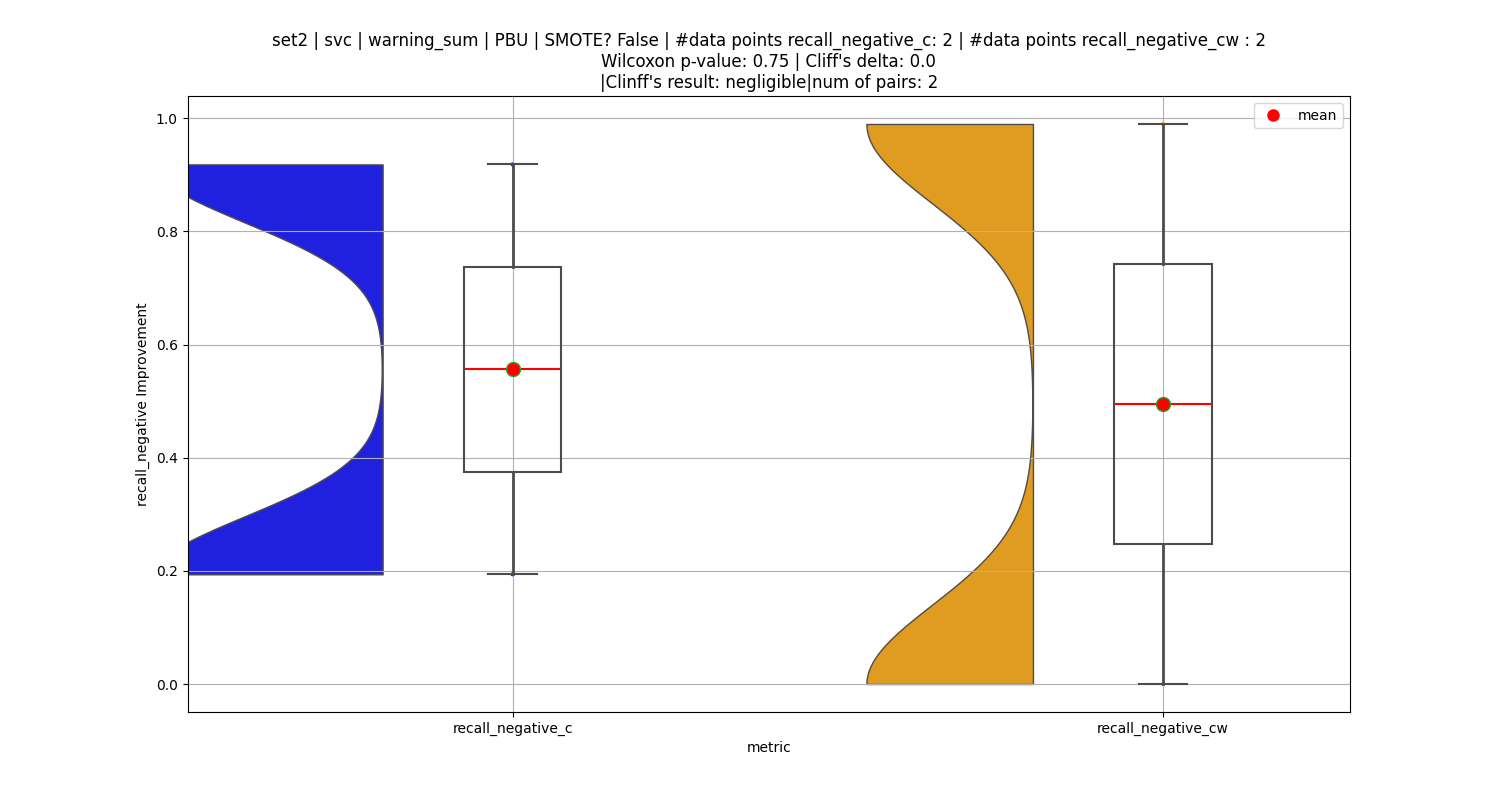 set2 | svc | warning_sum | PBU | SMOTE? False | #data points recall_negative_c: 2 | #data points recall_negative_cw : 2
Wilcoxon p-value: 0.75 | Cliff's delta: 0.0
|Clinff's result: negligible|num of pairs: 2
mean
1.0
0.8
0.6
0.4
0.2
0.0
recall_negative Improvement
recall_negative_c
recall_negative_cw
metric